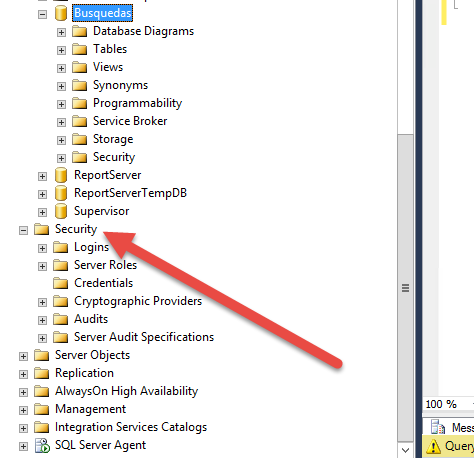 Busquedas
Database Diagrams
Tables
Views
Synonyms
Programmability
Service Broker
Storage
Security
ReportServer
ReportServerTempDB
Supervisor
Security
Logins
Server Roles
Credentials
Cryptographic Providers
Audits
Server Audit Specifications
Server Objects
Replication
AlwaysOn High Availability
Management
Integration Services Catalogs
SQL Server Agent
100 %
Mess
Query